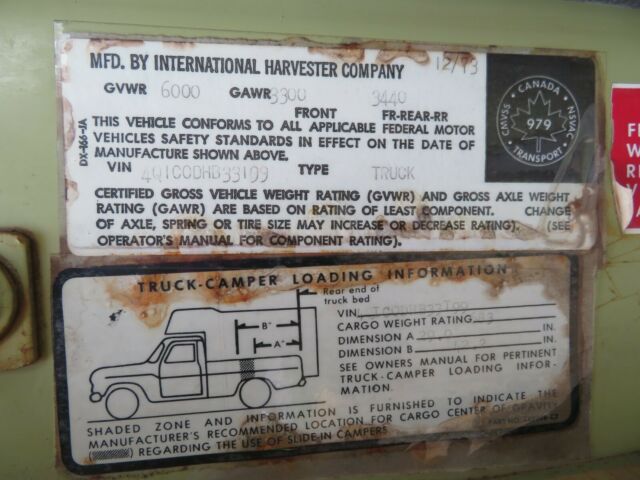 MFD. BY INTERNATIONAL HARVESTER COMPANY 12/73
GVWR 6000 GAWR 3300 3440
FRONT FR-REAR-RR
THIS VEHICLE CONFORMS TO ALL APPLICABLE FEDERAL MOTOR
VEHICLES SAFETY STANDARDS IN EFFECT ON THE DATE OF
MANUFACTURE SHOWN ABOVE.
VIN 4Q1CODHB33199 TYPE TRUCK
CERTIFIED GROSS VEHICLE WEIGHT RATING (GVWR) AND GROSS AXLE WEIGHT
RATING (GAWR) ARE BASED ON RATING OF LEAST COMPONENT. CHANGE
OF AXLE, SPRING OR TIRE SIZE MAY INCREASE OR DECREASE RATING). (SEE
OPERATOR'S MANUAL FOR COMPONENT RATING).
DX-466-JA
CANADA
CMVSS 979 NSVAC
TRANSPORT
TRUCK-CAMPER LOADING INFORMATION
Rear end of
truck bed
B"
A"
VIN
CARGO WEIGHT RATING
DIMENSION A IN.
DIMENSION B 12.2 IN.
SEE OWNERS MANUAL FOR PERTINENT
TRUCK-CAMPER LOADING INFOR-
MATION.
SHADED ZONE AND INFORMATION IS FURNISHED TO INDICATE THE
MANUFACTURER'S RECOMMENDED LOCATION FOR CARGO CENTER OF GRAVITY
REGARDING THE USE OF SLIDE-IN CAMPERS
PART NO.